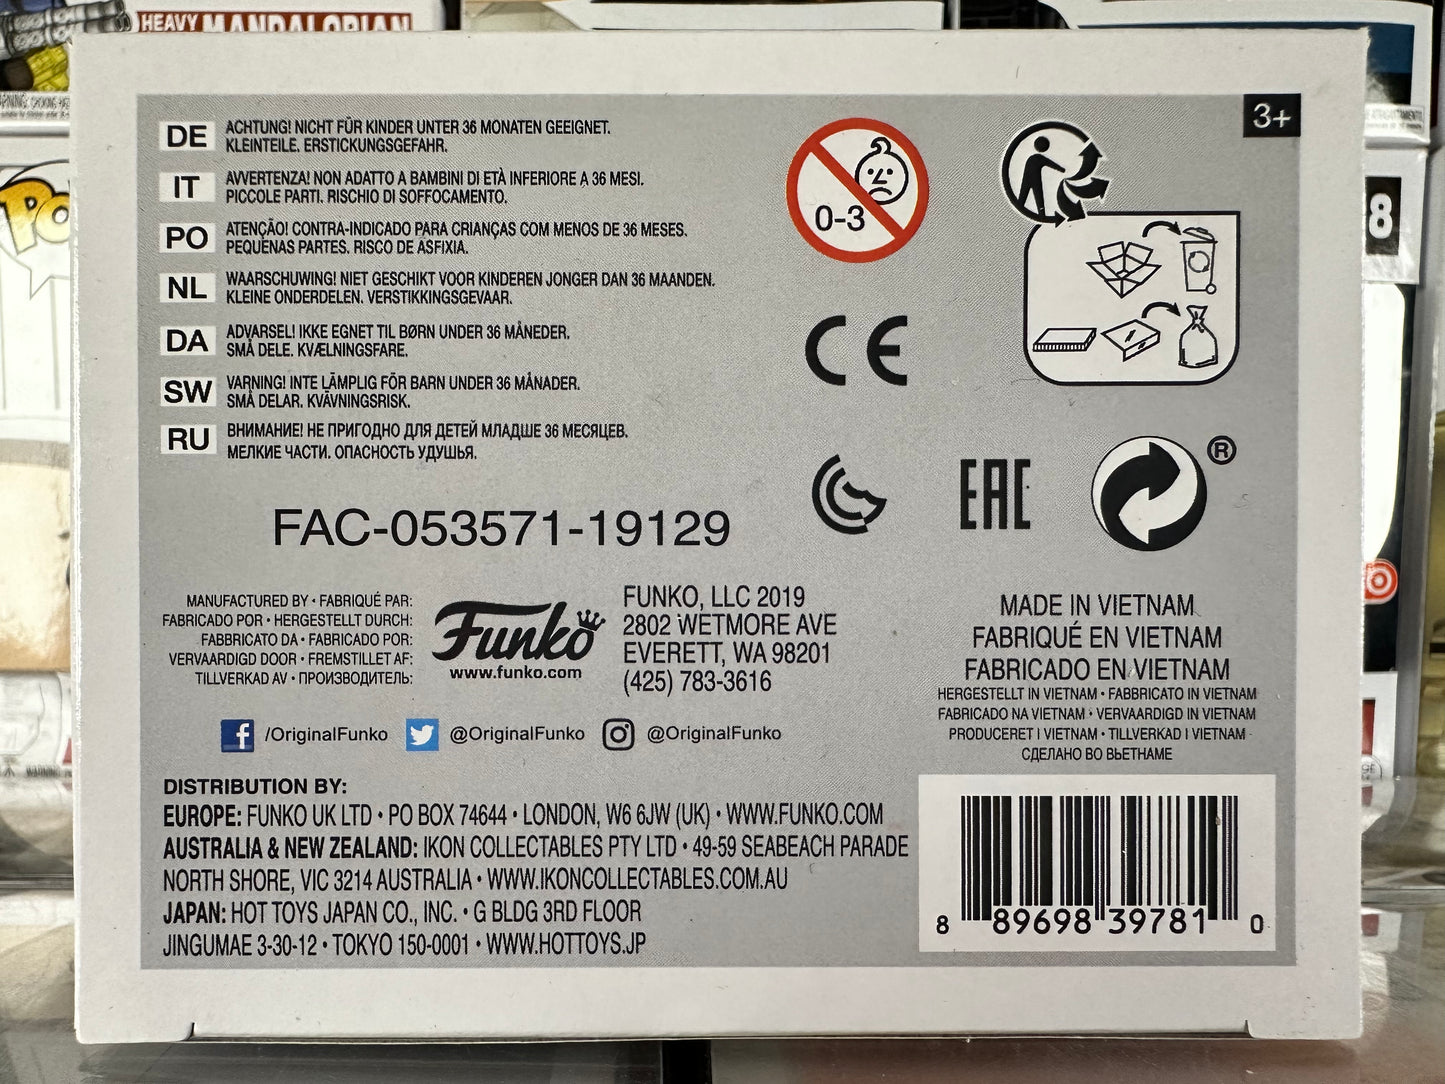 HEAVY MANDALORIAN
3+
DE ACHTUNG! NICHT FÜR KINDER UNTER 36 MONATEN GEEIGNET.
KLEINTEILE. ERSTICKUNGSGEFAHR.
IT AVVERTENZA! NON ADATTO A BAMBINI DI ETÀ INFERIORE A 36 MESI.
PICCOLE PARTI. RISCHIO DI SOFFOCAMENTO.
PO ATENÇÃO! CONTRA-INDICADO PARA CRIANÇAS COM MENOS DE 36 MESES.
PEQUENAS PARTES. RISCO DE ASFIXIA.
NL WAARSCHUWING! NIET GESCHIKT VOOR KINDEREN JONGER DAN 36 MAANDEN.
KLEINE ONDERDELEN. VERSTIKKINGSGEVAAR.
DA ADVARSEL! IKKE EGNET TIL BØRN UNDER 36 MÅNEDER.
SMÅ DELE. KVÆLNINGSFARE.
SW VARNING! INTE LÄMPLIG FÖR BARN UNDER 36 MÅNADER.
SMÅ DELAR. KVÄVNINGSRISK.
RU ВНИМАНИЕ! НЕ ПРИГОДНО ДЛЯ ДЕТЕЙ МЛАДШЕ 36 МЕСЯЦЕВ.
МЕЛКИЕ ЧАСТИ. ОПАСНОСТЬ УДУШЬЯ.
0-3
CE
EAC
®
8
FAC-053571-19129
MANUFACTURED BY • FABRIQUÉ PAR:
FABRICADO POR • HERGESTELLT DURCH:
FABBRICATO DA • FABRICADO POR:
VERVAARDIGD DOOR • FREMSTILLET AF:
TILLVERKAD AV • ПРОИЗВОДИТЕЛЬ:
Funko
www.funko.com
FUNKO, LLC 2019
2802 WETMORE AVE
EVERETT, WA 98201
(425) 783-3616
MADE IN VIETNAM
FABRIQUÉ EN VIETNAM
FABRICADO EN VIETNAM
HERGESTELLT IN VIETNAM • FABBRICATO IN VIETNAM
FABRICADO NA VIETNAM • VERVAARDIGD IN VIETNAM
PRODUCERET I VIETNAM • TILLVERKAD I VIETNAM
СДЕЛАНО ВО ВЬЕТНАМЕ
/OriginalFunko @OriginalFunko @OriginalFunko
DISTRIBUTION BY:
EUROPE: FUNKO UK LTD • PO BOX 74644 • LONDON, W6 6JW (UK) • WWW.FUNKO.COM
AUSTRALIA & NEW ZEALAND: IKON COLLECTABLES PTY LTD • 49-59 SEABEACH PARADE
NORTH SHORE, VIC 3214 AUSTRALIA • WWW.IKONCOLLECTABLES.COM.AU
JAPAN: HOT TOYS JAPAN CO., INC. • G BLDG 3RD FLOOR
JINGUMAE 3-30-12 • TOKYO 150-0001 • WWW.HOTTOYS.JP
8 89698 39781 0